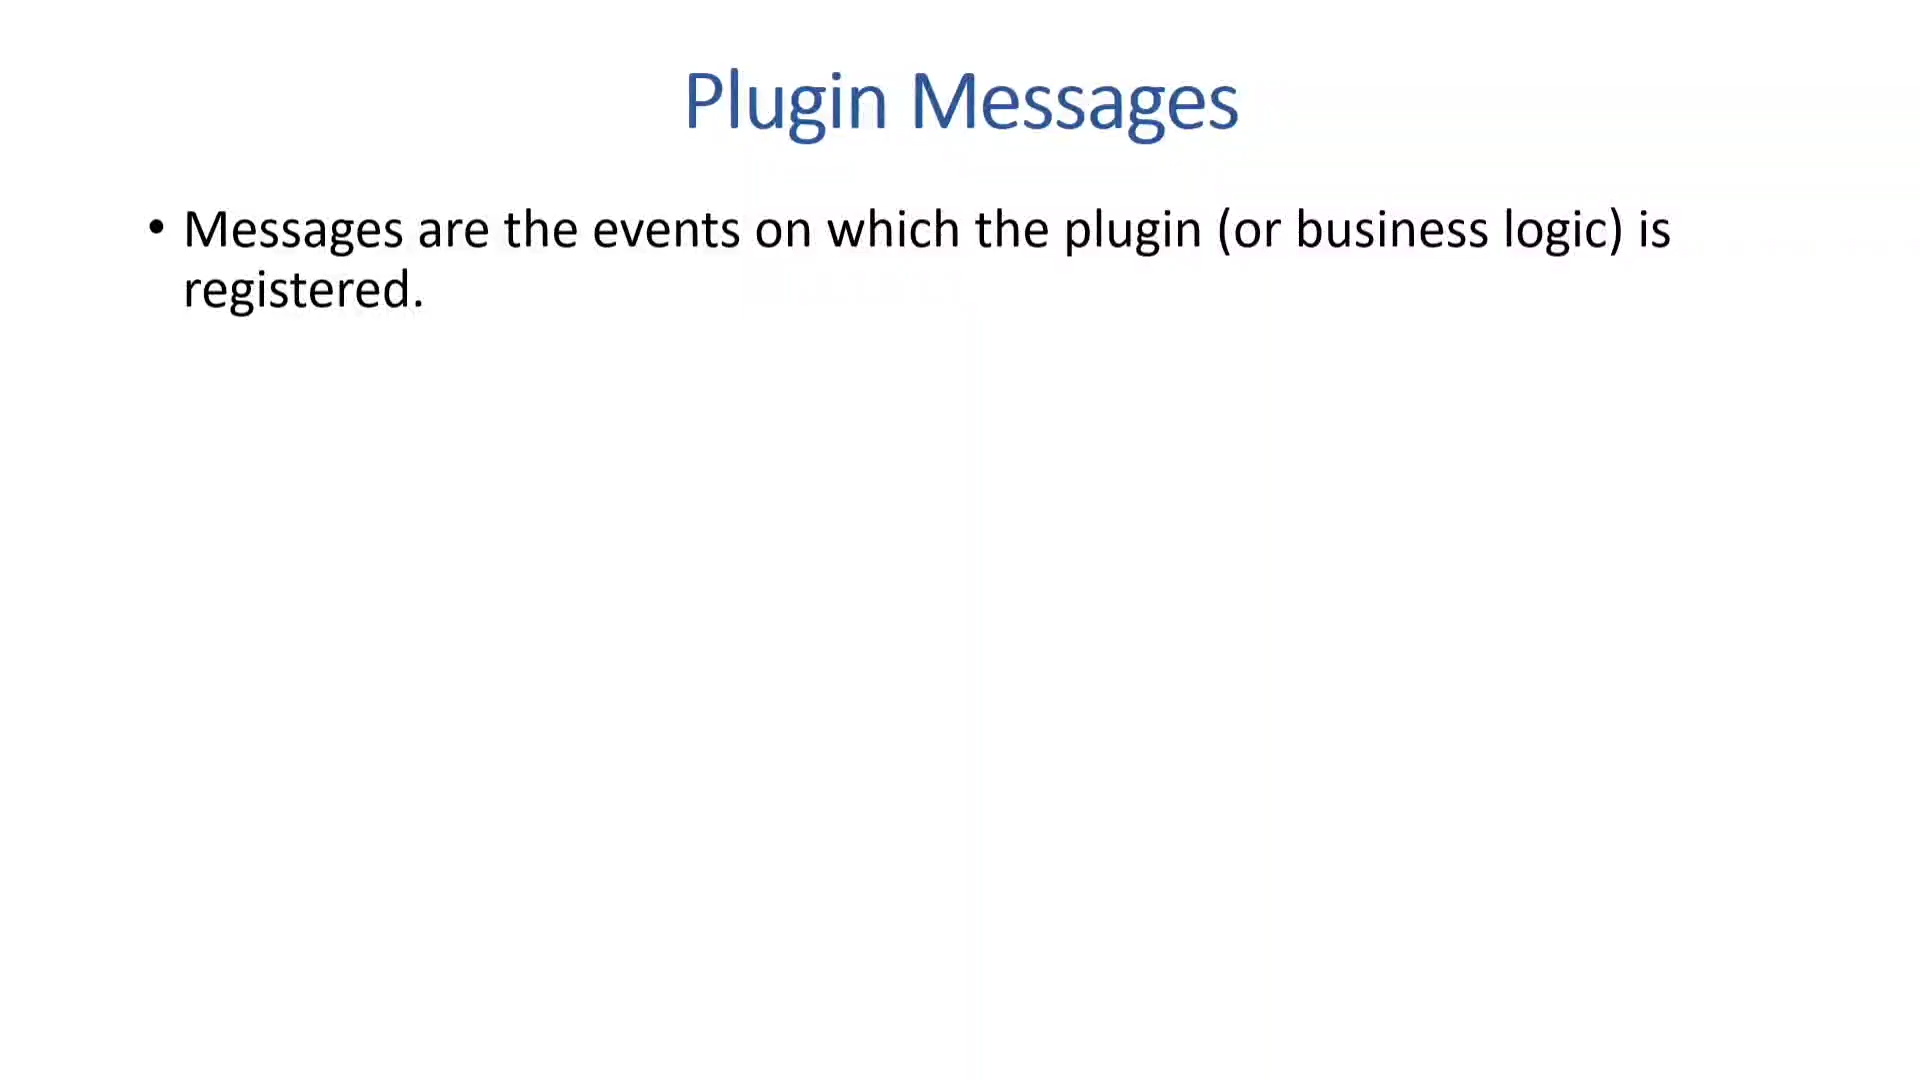 Plugin Messages
• Messages are the events on which the plugin (or business logic) is
registered.